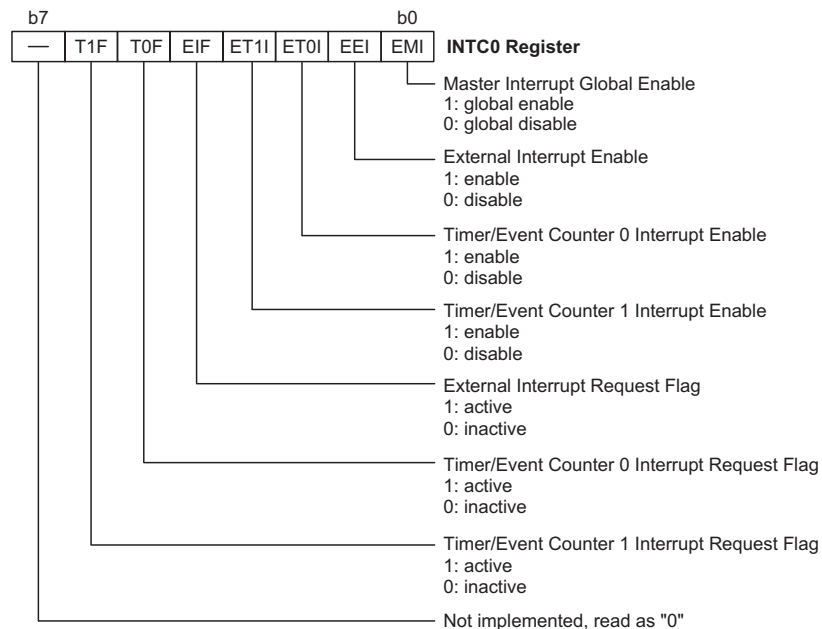 b7 b0
— T1F T0F EIF ET1I ET0I EEI EMI INTC0 Register
Master Interrupt Global Enable
1: global enable
0: global disable
External Interrupt Enable
1: enable
0: disable
Timer/Event Counter 0 Interrupt Enable
1: enable
0: disable
Timer/Event Counter 1 Interrupt Enable
1: enable
0: disable
External Interrupt Request Flag
1: active
0: inactive
Timer/Event Counter 0 Interrupt Request Flag
1: active
0: inactive
Timer/Event Counter 1 Interrupt Request Flag
1: active
0: inactive
Not implemented, read as "0"